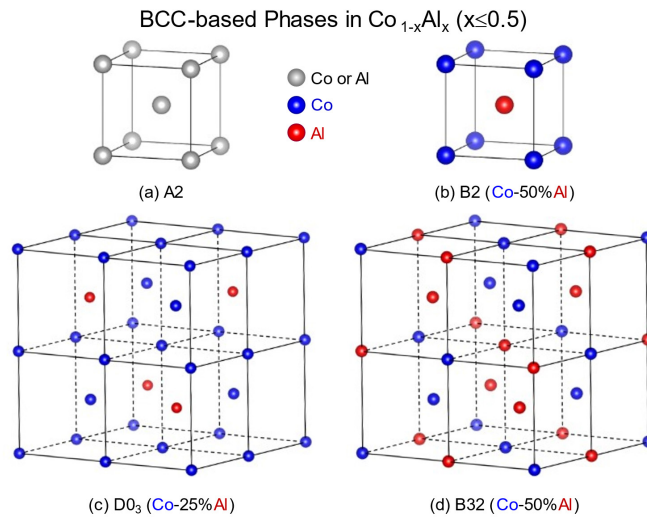 BCC-based Phases in Co1-xAlx (x≤0.5)
Co or Al
Co
Al
(a) A2
(b) B2 (Co-50%Al)
(c) D03 (Co-25%Al)
(d) B32 (Co-50%Al)